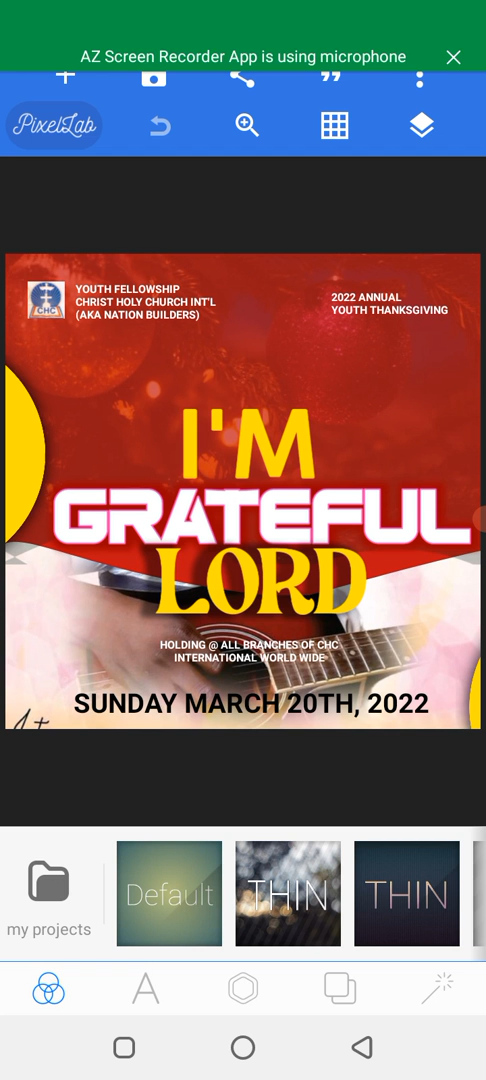 AZ Screen Recorder App is using microphone
PixelLab
YOUTH FELLOWSHIP
CHRIST HOLY CHURCH INT'L
(AKA NATION BUILDERS)
CHC
2022 ANNUAL
YOUTH THANKSGIVING
I'M
GRATEFUL
LORD
HOLDING @ ALL BRANCHES OF CHC
INTERNATIONAL WORLD WIDE
SUNDAY MARCH 20TH, 2022
my projects
Default
THIN
THIN